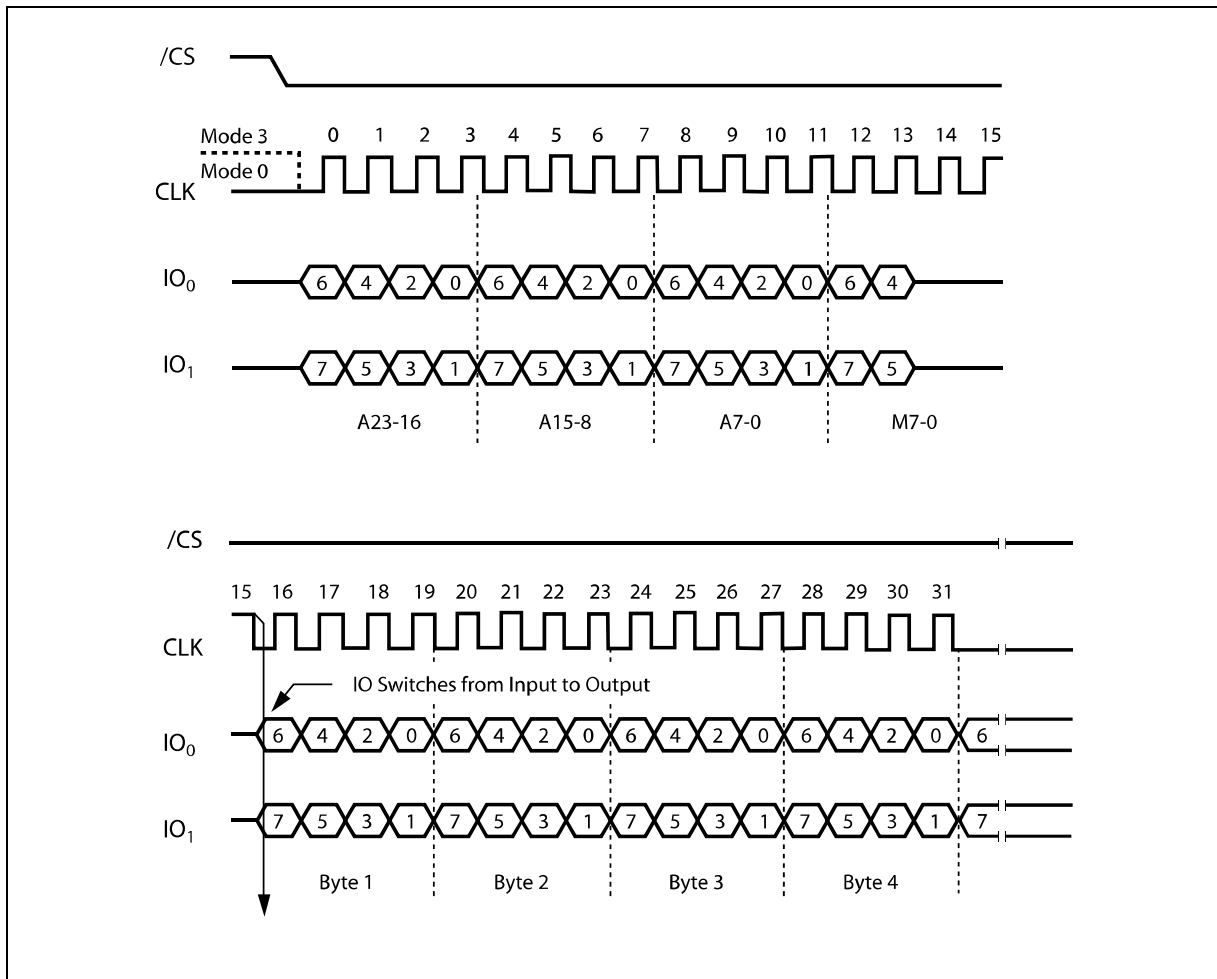 /CS
Mode 3
0 1 2 3 4 5 6 7 8 9 10 11 12 13 14 15
Mode 0
CLK
IO0 6 4 2 0 6 4 2 0 6 4 2 0 6 4
IO1 7 5 3 1 7 5 3 1 7 5 3 1 7 5
A23-16 A15-8 A7-0 M7-0
/CS
15 16 17 18 19 20 21 22 23 24 25 26 27 28 29 30 31
CLK
IO Switches from Input to Output
IO0 6 4 2 0 6 4 2 0 6 4 2 0 6 4 2 0 6
IO1 7 5 3 1 7 5 3 1 7 5 3 1 7 5 3 1 7
Byte 1 Byte 2 Byte 3 Byte 4